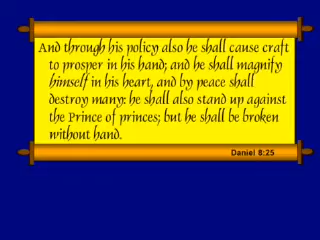 And through his policy also he shall cause craft
to prosper in his hand; and he shall magnify
himself in his heart, and by peace shall
destroy many: he shall also stand up against
the Prince of princes; but he shall be broken
without hand.
Daniel 8:25